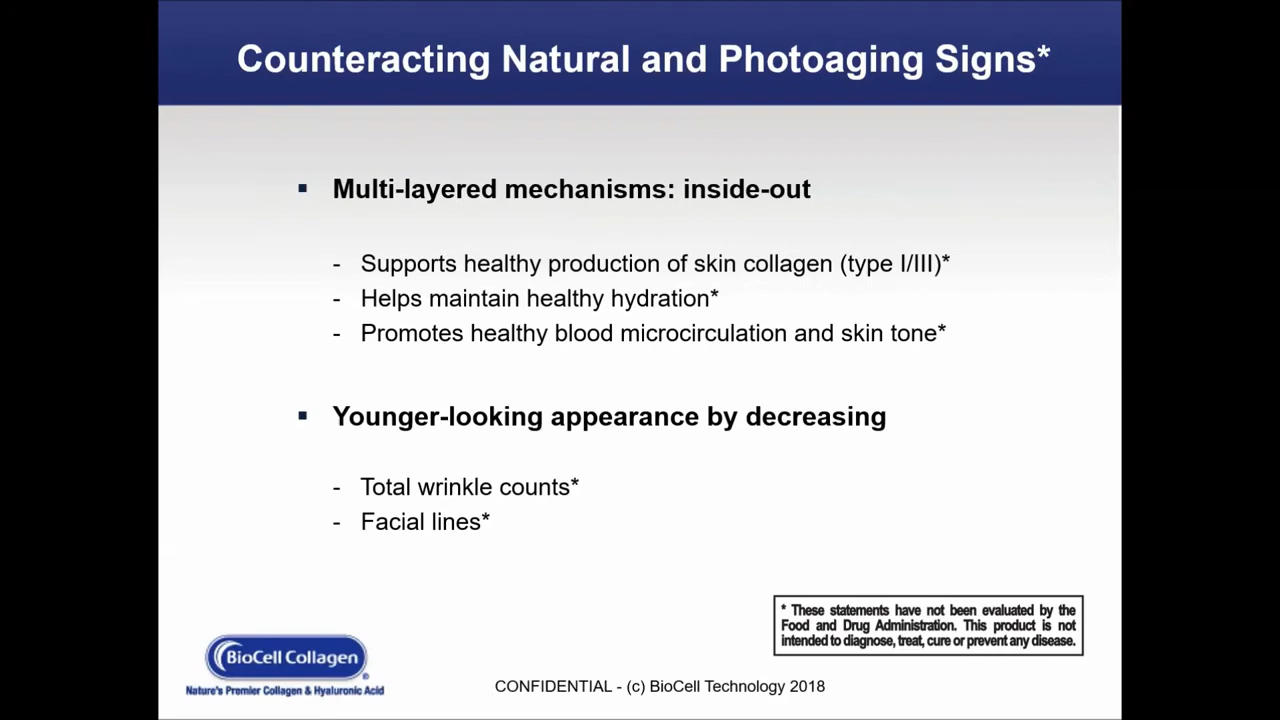 Counteracting Natural and Photoaging Signs*
▪ Multi-layered mechanisms: inside-out
- Supports healthy production of skin collagen (type I/III)*
- Helps maintain healthy hydration*
- Promotes healthy blood microcirculation and skin tone*
▪ Younger-looking appearance by decreasing
- Total wrinkle counts*
- Facial lines*
* These statements have not been evaluated by the
Food and Drug Administration. This product is not
intended to diagnose, treat, cure or prevent any disease.
BioCell Collagen®
Nature's Premier Collagen & Hyaluronic Acid
CONFIDENTIAL - (c) BioCell Technology 2018